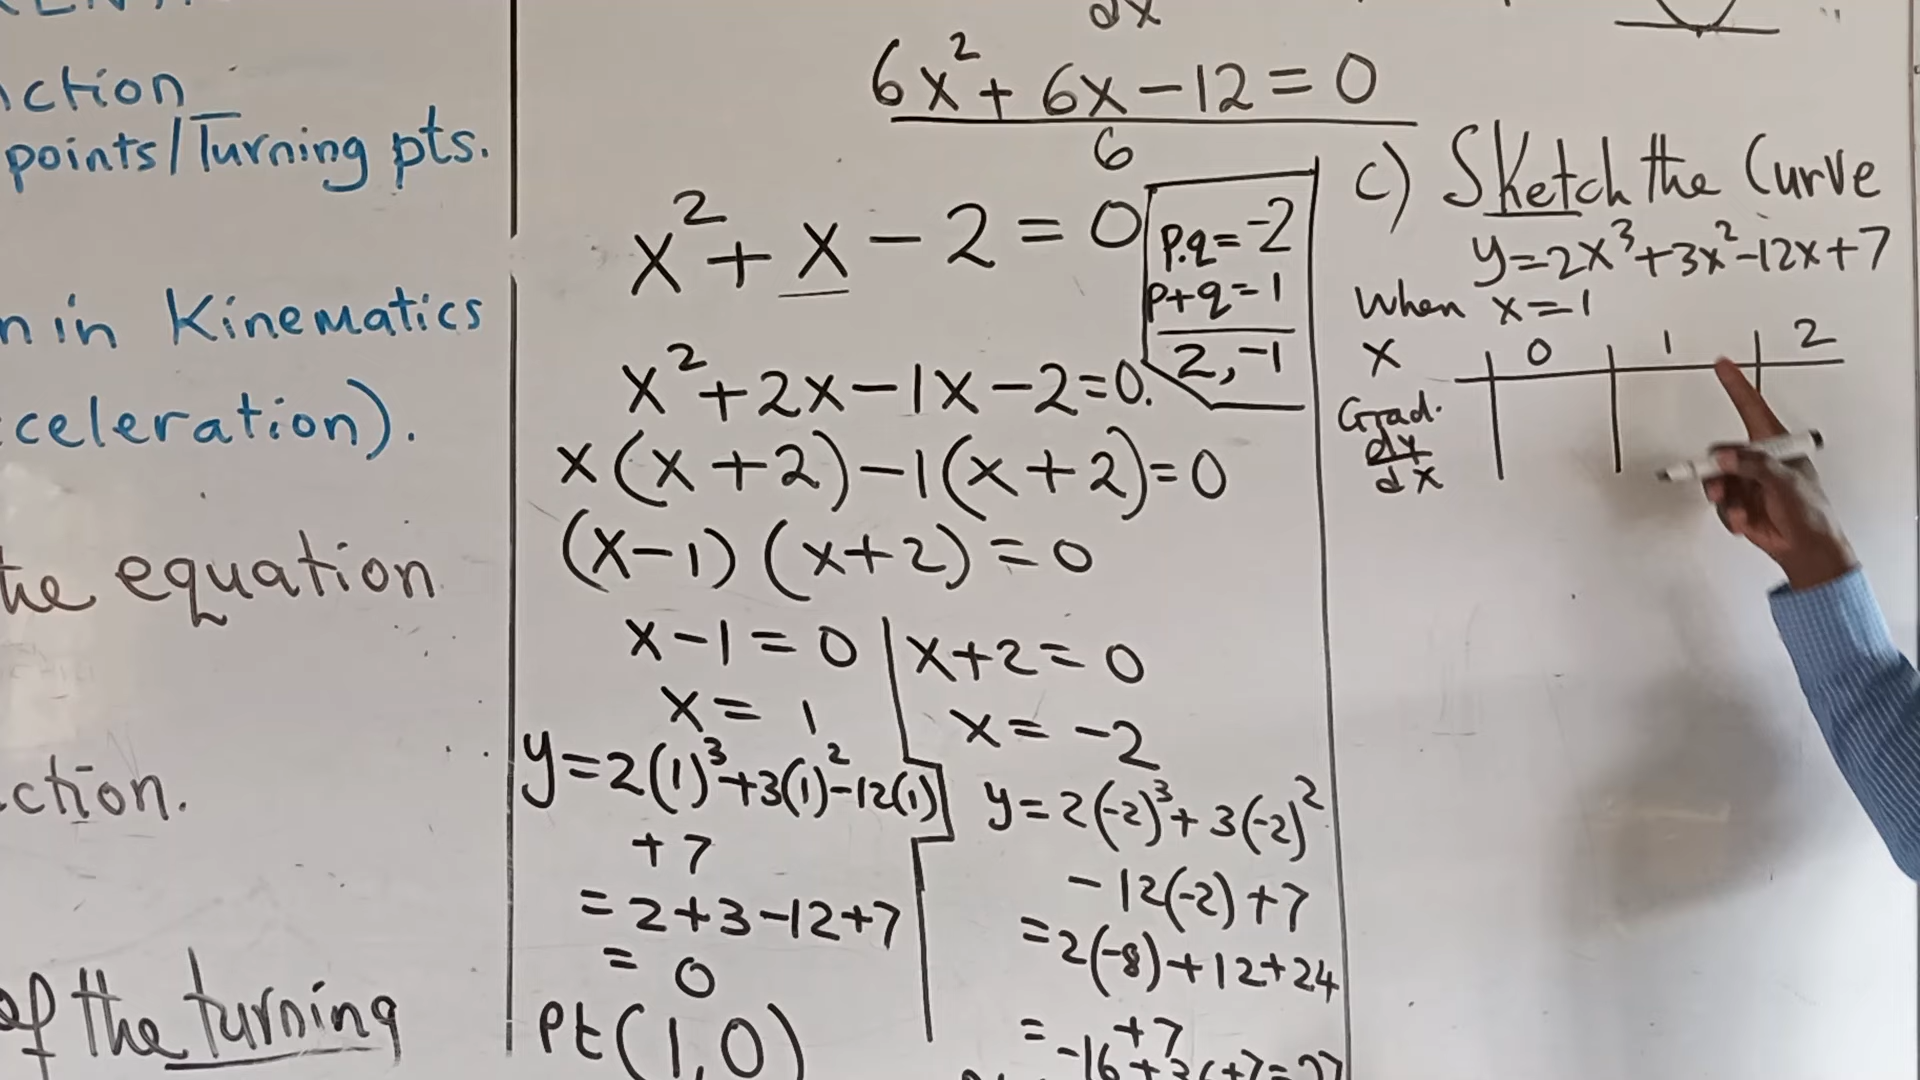 ction
points/Turning pts.
n in Kinematics
celeration).
the equation
ction.
of the turning
dx
6x² + 6x - 12 = 0
6
x² + x - 2 = 0
p.q = -2
p+q = 1
2, -1
x² + 2x - 1x - 2 = 0.
x(x+2) - 1(x+2) = 0
(x-1) (x+2) = 0
x - 1 = 0
x = 1
y = 2(1)³ + 3(1)² - 12(1)
+ 7
= 2 + 3 - 12 + 7
= 0
Pt (1, 0)
x + 2 = 0
x = -2
y = 2(-2)³ + 3(-2)²
- 12(-2) + 7
= 2(-8) + 12 + 24
+ 7
=
c) Sketch the Curve
y = 2x³ + 3x² - 12x + 7
When x = 1
x 0 1 2
Grad.
dy
dx